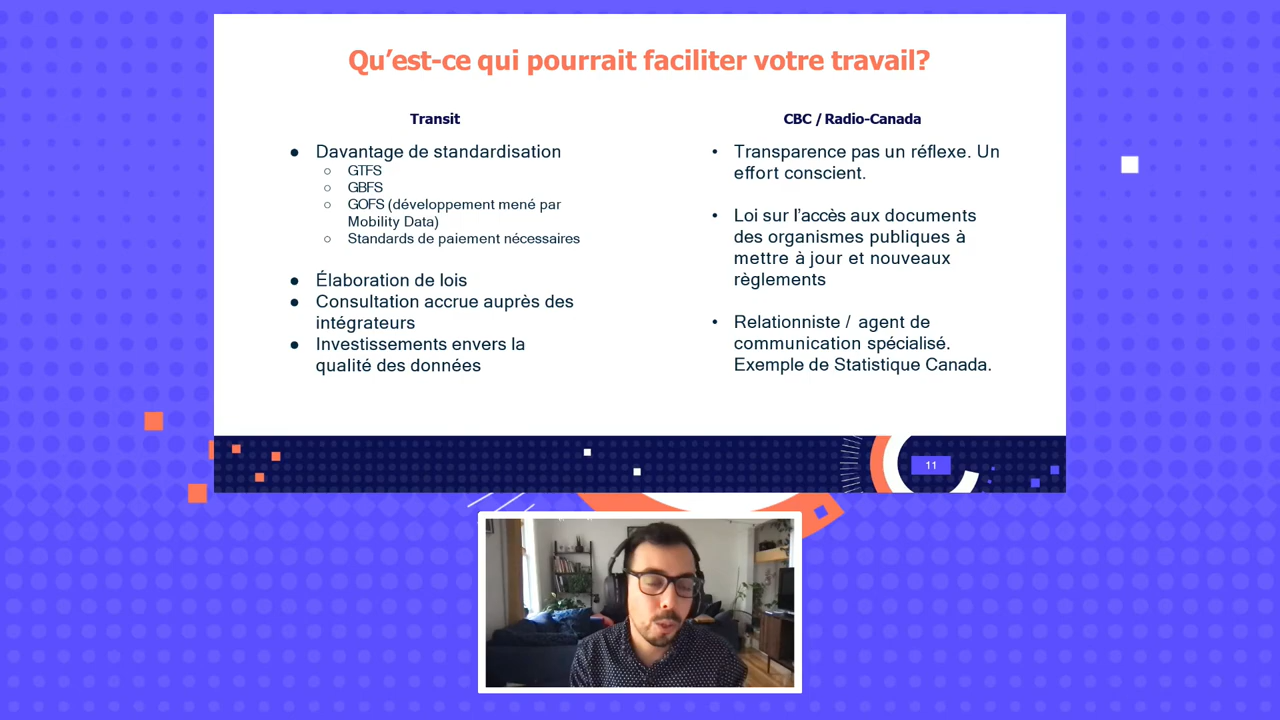 Qu’est-ce qui pourrait faciliter votre travail?
Transit
● Davantage de standardisation
○ GTFS
○ GBFS
○ GOFS (développement mené par
Mobility Data)
○ Standards de paiement nécessaires
● Élaboration de lois
● Consultation accrue auprès des
intégrateurs
● Investissements envers la
qualité des données
CBC / Radio-Canada
• Transparence pas un réflexe. Un
effort conscient.
• Loi sur l’accès aux documents
des organismes publiques à
mettre à jour et nouveaux
règlements
• Relationniste / agent de
communication spécialisé.
Exemple de Statistique Canada.
11